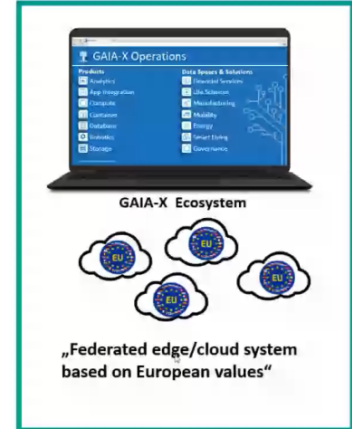 GAIA-X Operations
Products
Analytics
App Integration
Compute
Container
Database
Robotics
Storage
Data Spaces & Solutions
Financial Services
Life Sciences
Manufacturing
Mobility
Energy
Smart Living
Governance
GAIA-X Ecosystem
EU
EU
EU
EU
„Federated edge/cloud system
based on European values“